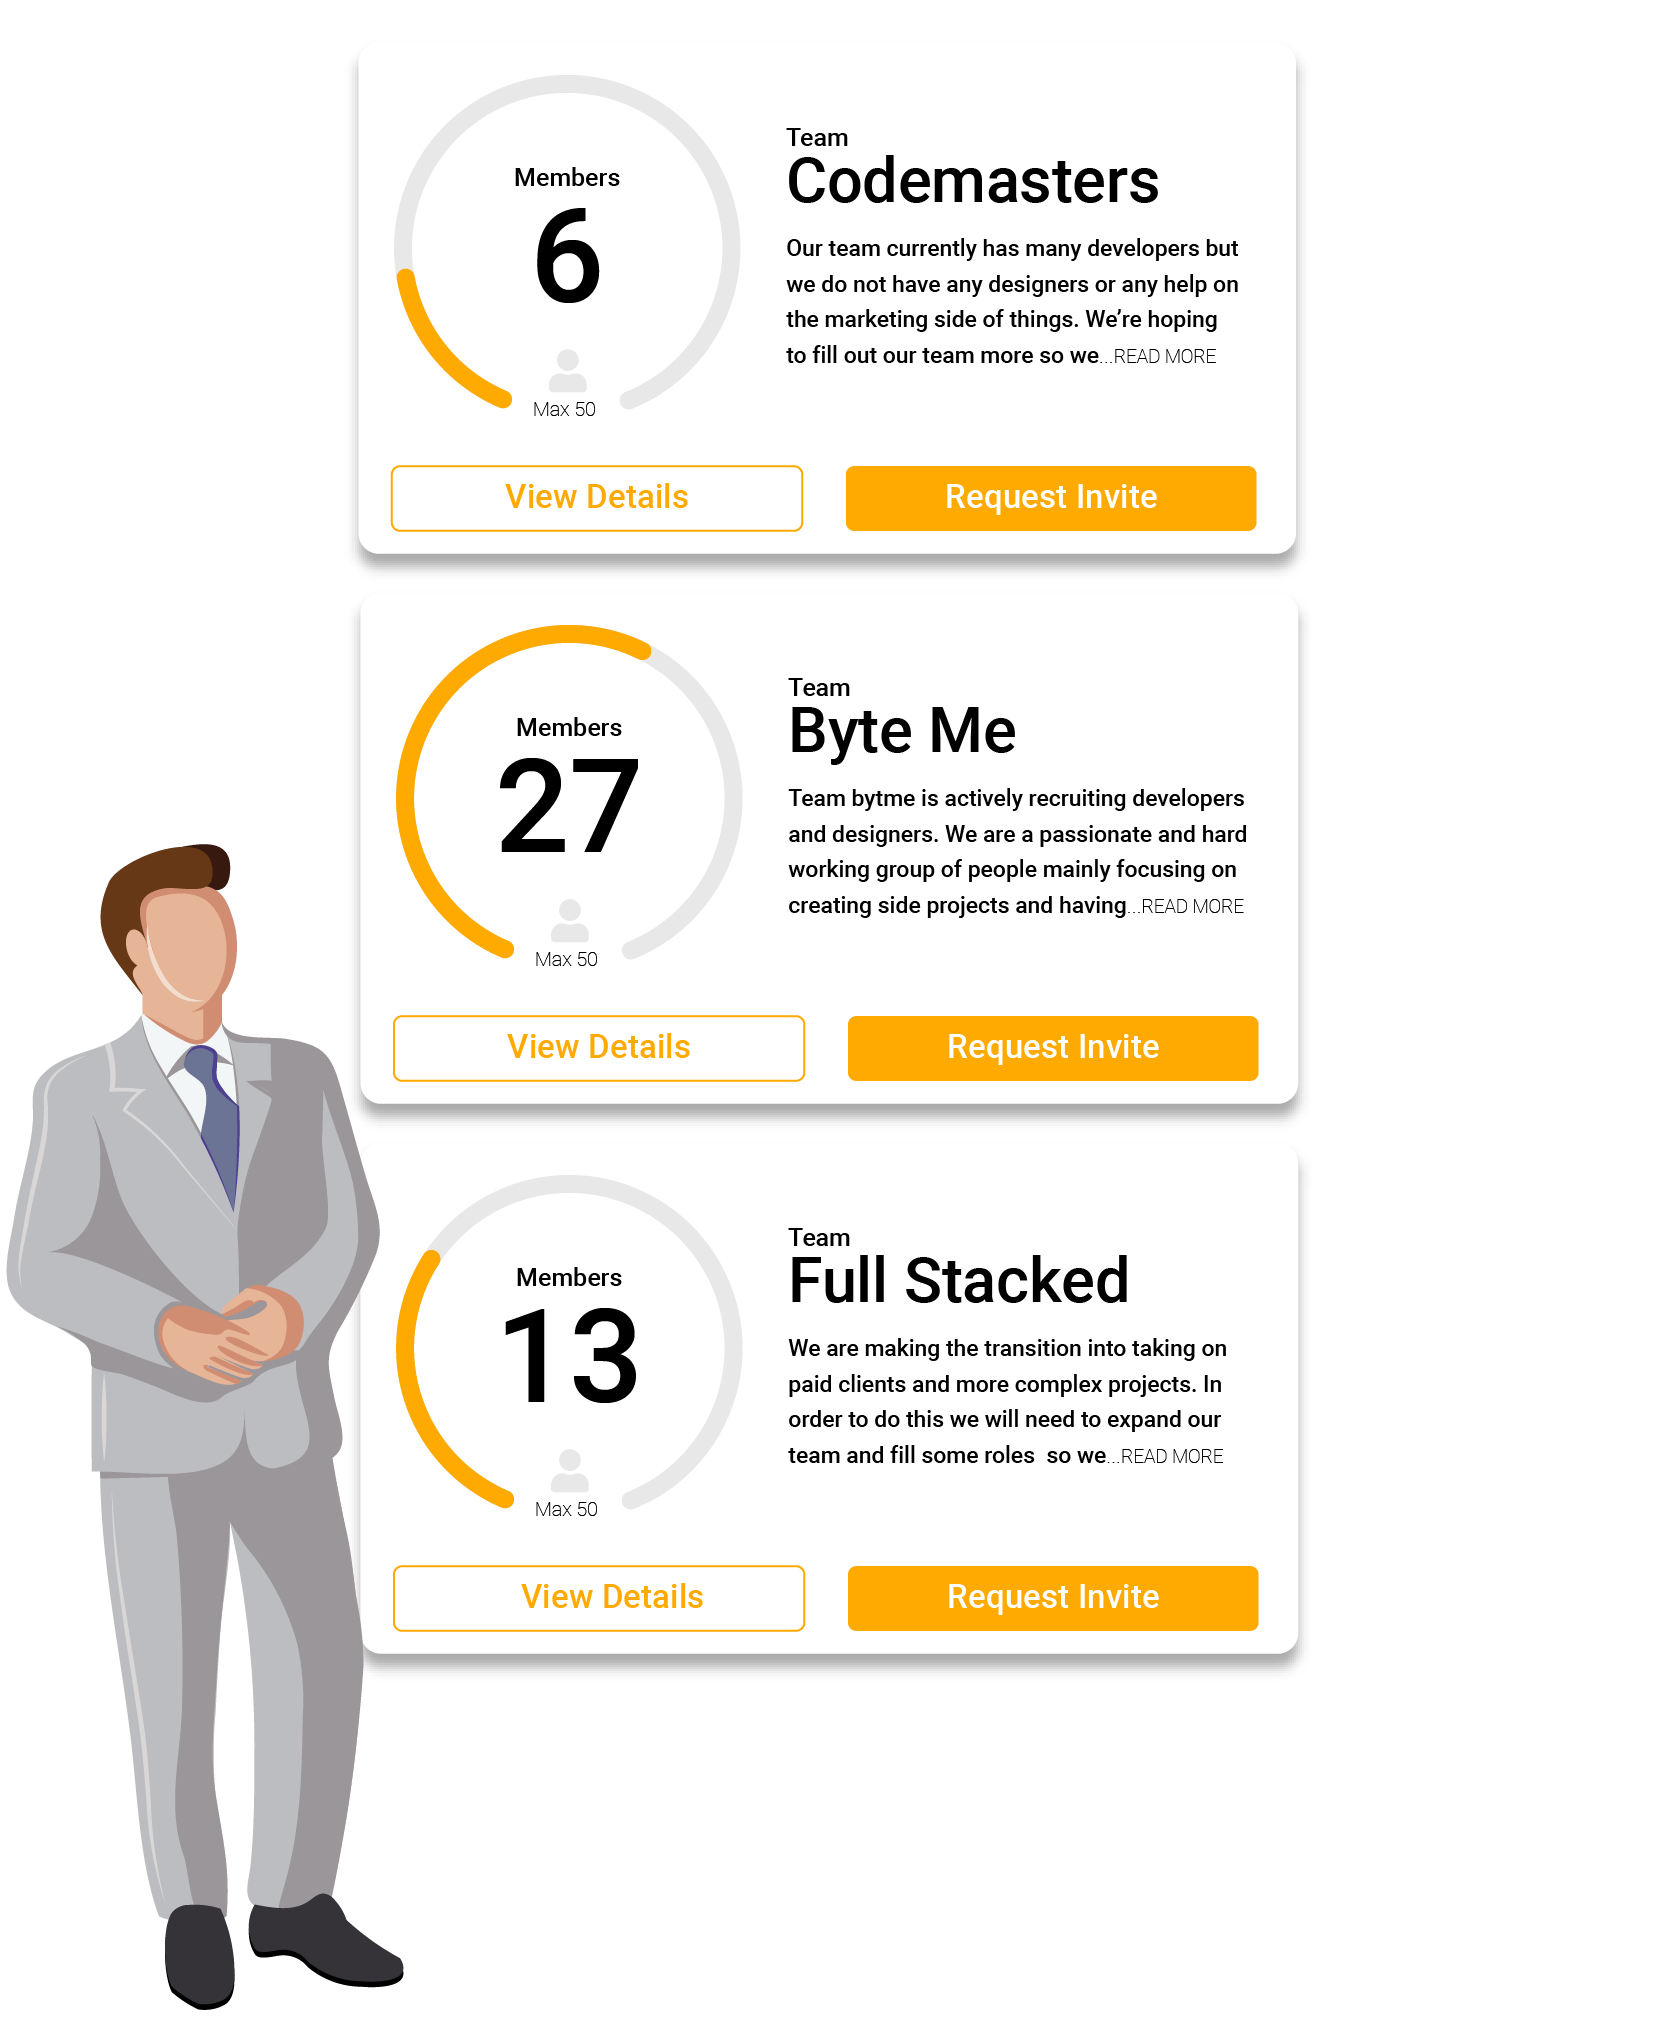 Members
6
Max 50
Team
Codemasters
Our team currently has many developers but
we do not have any designers or any help on
the marketing side of things. We’re hoping
to fill out our team more so we...READ MORE
View Details
Request Invite
Members
27
Max 50
Team
Byte Me
Team bytme is actively recruiting developers
and designers. We are a passionate and hard
working group of people mainly focusing on
creating side projects and having...READ MORE
View Details
Request Invite
Members
13
Max 50
Team
Full Stacked
We are making the transition into taking on
paid clients and more complex projects. In
order to do this we will need to expand our
team and fill some roles  so we...READ MORE
View Details
Request Invite